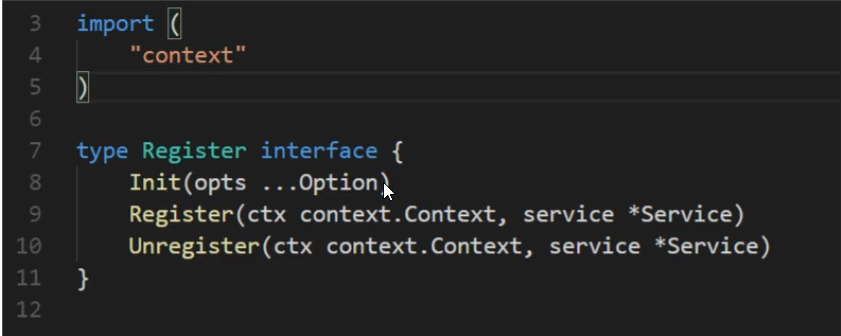 3 import (
4 "context"
5 )
6
7 type Register interface {
8 Init(opts ...Option)
9 Register(ctx context.Context, service *Service)
10 Unregister(ctx context.Context, service *Service)
11 }
12